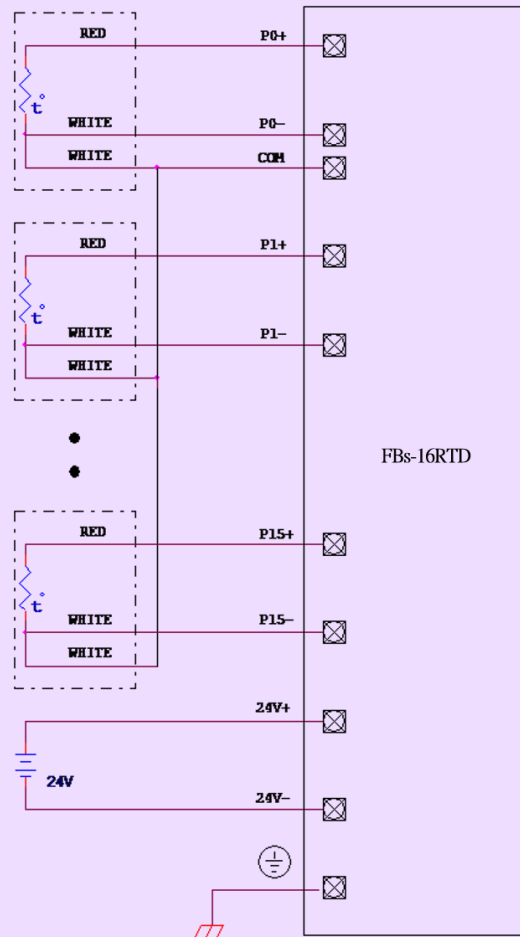 RED P0+
t°
WHITE P0-
WHITE COM
RED P1+
t°
WHITE P1-
WHITE
FBs-16RTD
RED P15+
t°
WHITE P15-
WHITE
24V+
24V
24V-